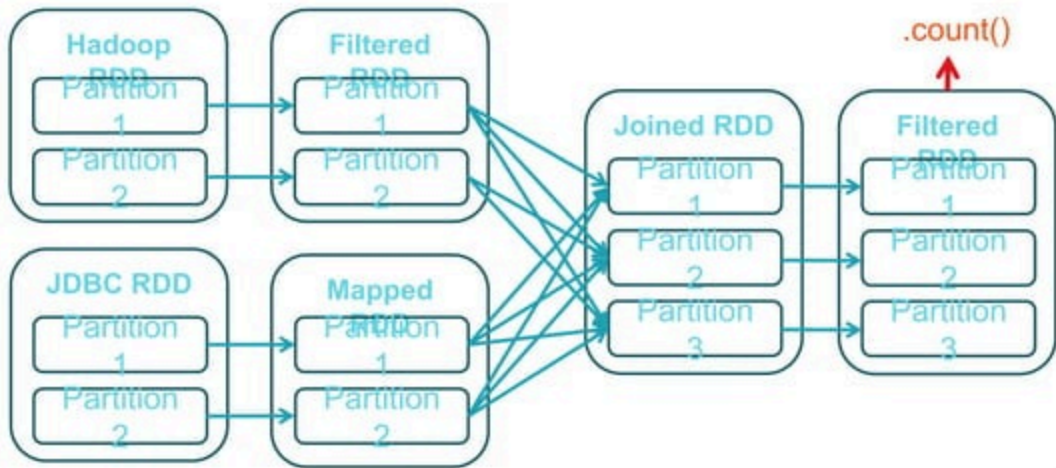 Hadoop
RDD
Partition
1
Partition
2
Filtered
RDD
Partition
1
Partition
2
JDBC RDD
Partition
1
Partition
2
Mapped
RDD
Partition
1
Partition
2
Joined RDD
Partition
1
Partition
2
Partition
3
.count()
Filtered
RDD
Partition
1
Partition
2
Partition
3